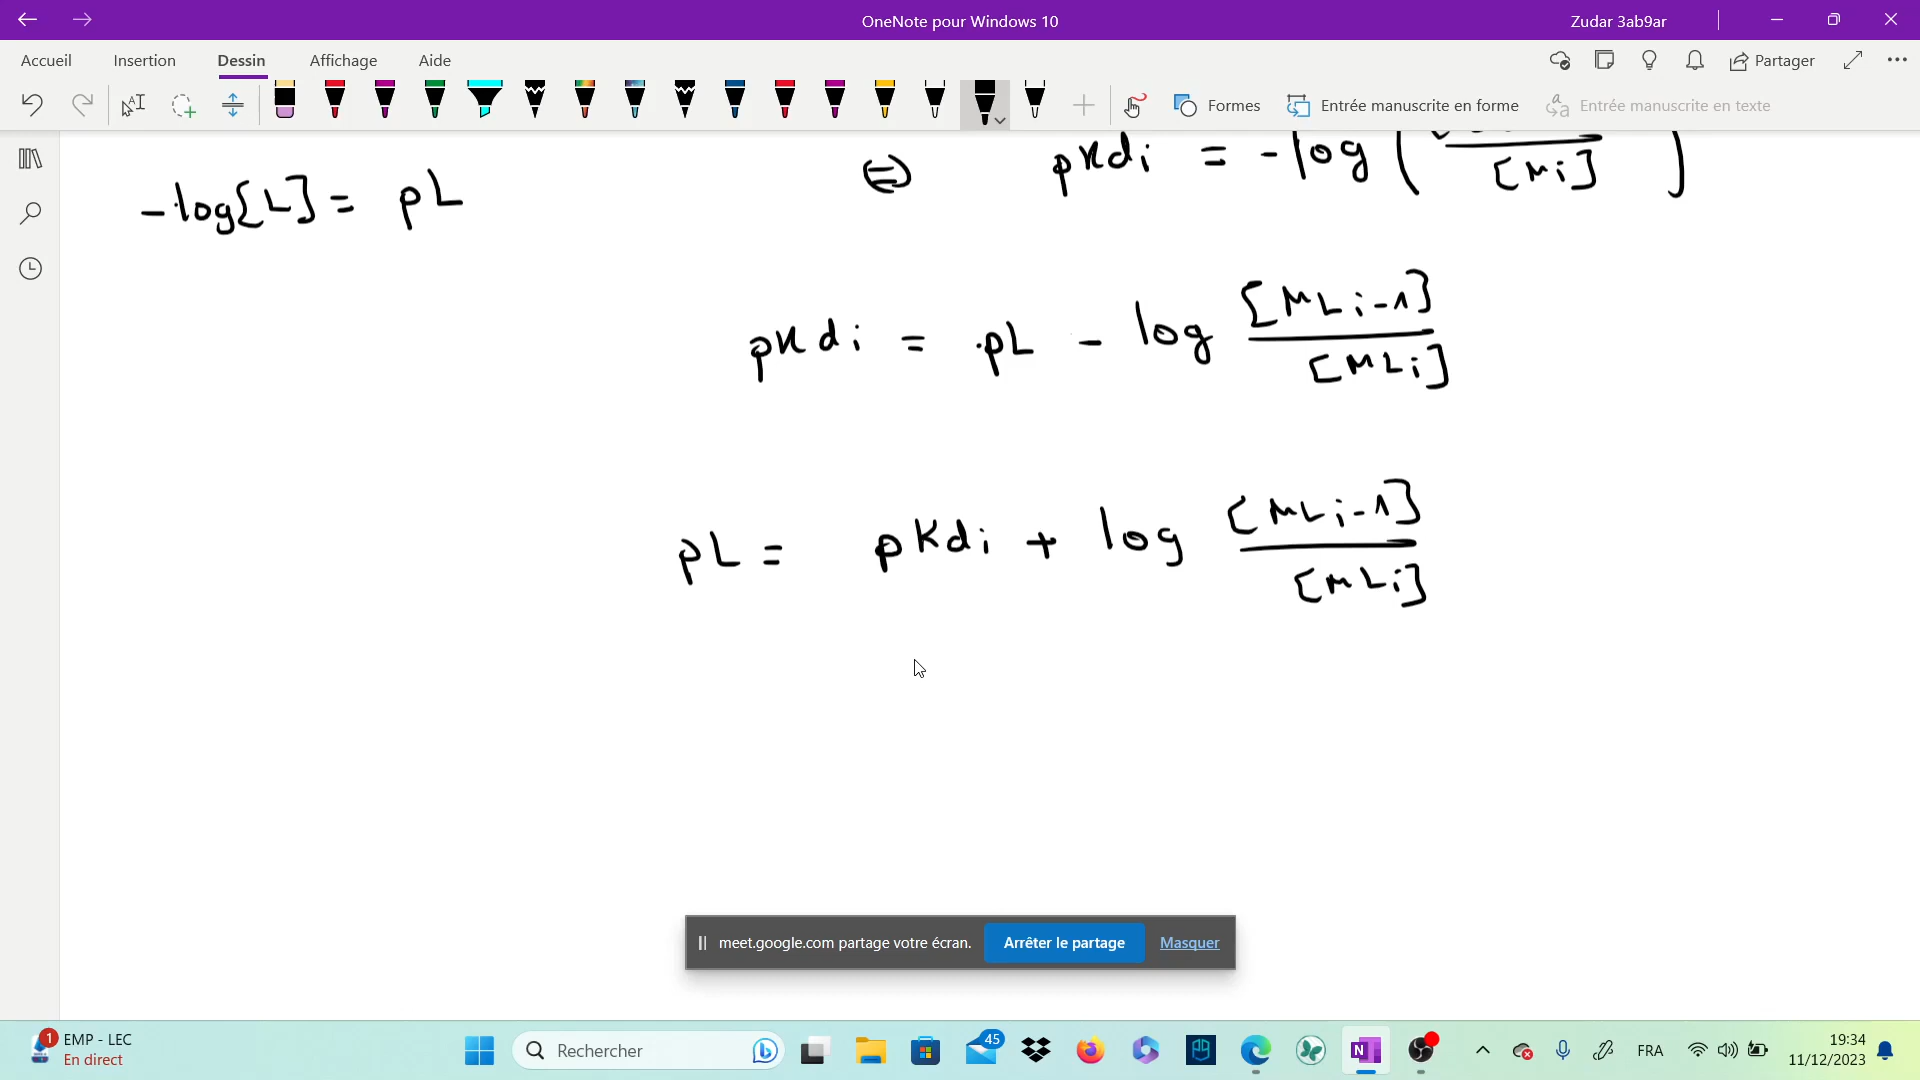 OneNote pour Windows 10
Zudar 3ab9ar
Accueil Insertion Dessin Affichage Aide
Partager
Formes Entrée manuscrite en forme Entrée manuscrite en texte
-log[L] = pL
⇔ pKdi = -log ( [Mi] )
pKdi = pL - log [MLi-1] / [MLi]
pL = pKdi + log [MLi-1] / [MLi]
meet.google.com partage votre écran. Arrêter le partage Masquer
1 EMP - LEC
En direct
Rechercher
45
FRA
19:34
11/12/2023